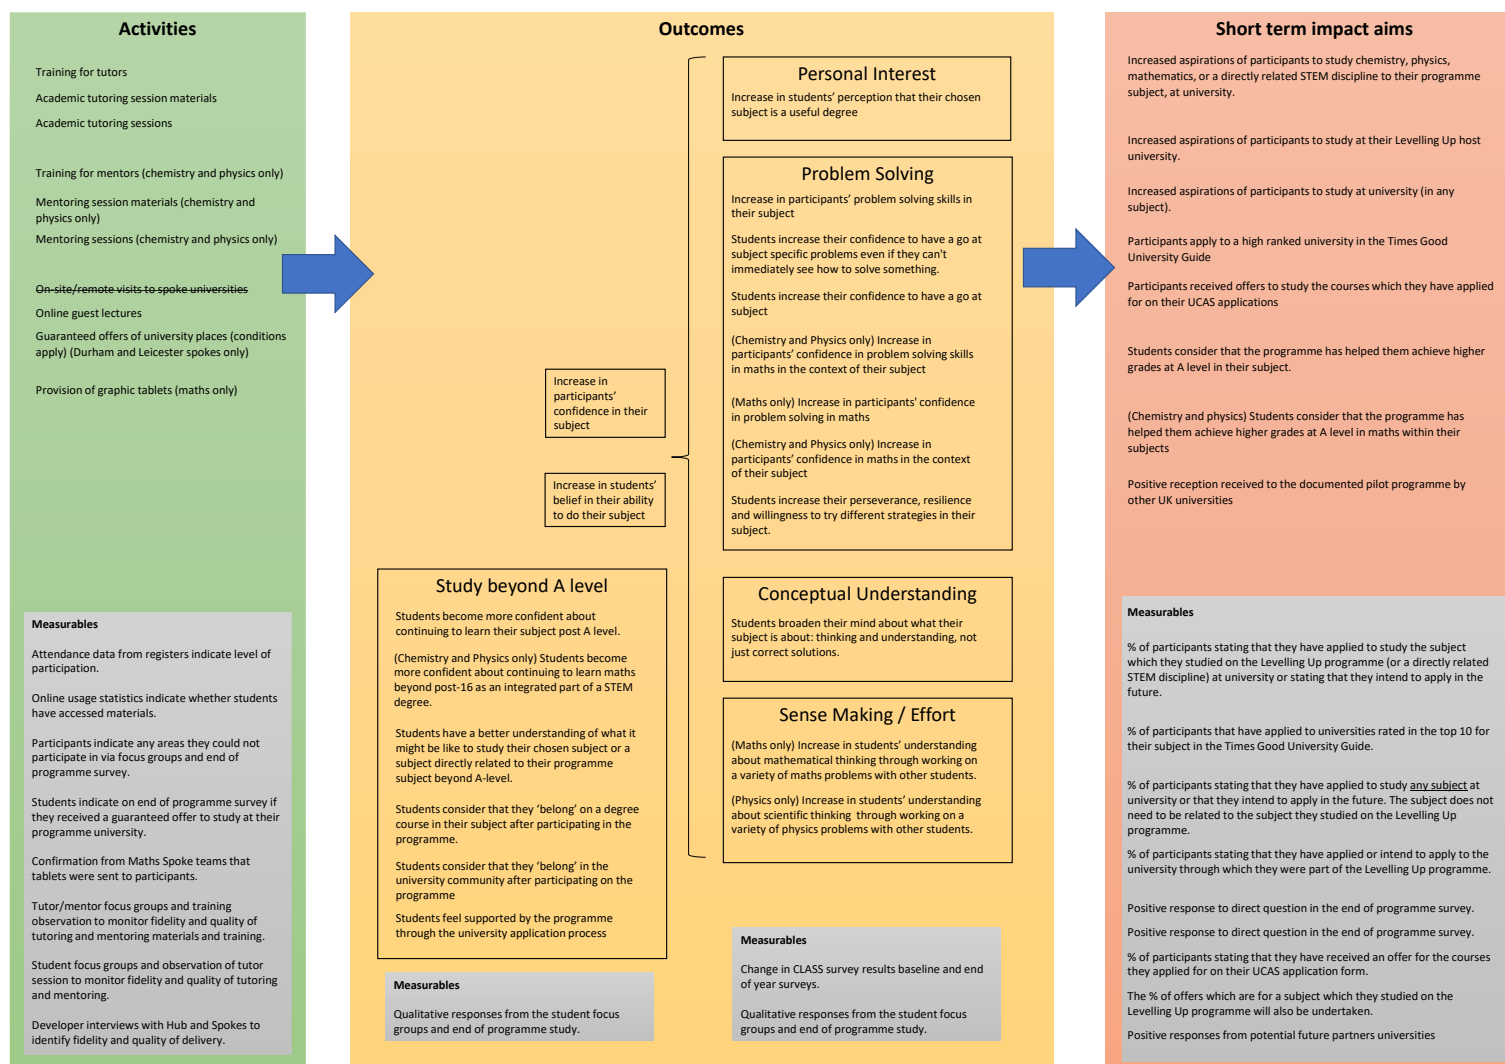 Activities
Training for tutors
Academic tutoring session materials
Academic tutoring sessions
Training for mentors (chemistry and physics only)
Mentoring session materials (chemistry and
physics only)
Mentoring sessions (chemistry and physics only)
On-site/remote visits to spoke universities
Online guest lectures
Guaranteed offers of university places (conditions
apply) (Durham and Leicester spokes only)
Provision of graphic tablets (maths only)
Measurables
Attendance data from registers indicate level of
participation.
Online usage statistics indicate whether students
have accessed materials.
Participants indicate any areas they could not
participate in via focus groups and end of
programme survey.
Students indicate on end of programme survey if
they received a guaranteed offer to study at their
programme university.
Confirmation from Maths Spoke teams that
tablets were sent to participants.
Tutor/mentor focus groups and training
observation to monitor fidelity and quality of
tutoring and mentoring materials and training.
Student focus groups and observation of tutor
session to monitor fidelity and quality of tutoring
and mentoring.
Developer interviews with Hub and Spokes to
identify fidelity and quality of delivery.
Outcomes
Increase in
participants'
confidence in their
subject
Increase in students'
belief in their ability
to do their subject
Study beyond A level
Students become more confident about
continuing to learn their subject post A level.
(Chemistry and Physics only) Students become
more confident about continuing to learn maths
beyond post-16 as an integrated part of a STEM
degree.
Students have a better understanding of what it
might be like to study their chosen subject or a
subject directly related to their programme
subject beyond A-level.
Students consider that they ‘belong’ on a degree
course in their subject after participating in the
programme.
Students consider that they ‘belong’ in the
university community after participating on the
programme
Students feel supported by the programme
through the university application process
Measurables
Qualitative responses from the student focus
groups and end of programme study.
Personal Interest
Increase in students’ perception that their chosen
subject is a useful degree
Problem Solving
Increase in participants’ problem solving skills in
their subject
Students increase their confidence to have a go at
subject specific problems even if they can't
immediately see how to solve something.
Students increase their confidence to have a go at
subject
(Chemistry and Physics only) Increase in
participants’ confidence in problem solving skills
in maths in the context of their subject
(Maths only) Increase in participants' confidence
in problem solving in maths
(Chemistry and Physics only) Increase in
participants’ confidence in maths in the context
of their subject
Students increase their perseverance, resilience
and willingness to try different strategies in their
subject.
Conceptual Understanding
Students broaden their mind about what their
subject is about: thinking and understanding, not
just correct solutions.
Sense Making / Effort
(Maths only) Increase in students’ understanding
about mathematical thinking through working on
a variety of maths problems with other students.
(Physics only) Increase in students’ understanding
about scientific thinking through working on a
variety of physics problems with other students.
Measurables
Change in CLASS survey results baseline and end
of year surveys.
Qualitative responses from the student focus
groups and end of programme study.
Short term impact aims
Increased aspirations of participants to study chemistry, physics,
mathematics, or a directly related STEM discipline to their programme
subject, at university.
Increased aspirations of participants to study at their Levelling Up host
university.
Increased aspirations of participants to study at university (in any
subject).
Participants apply to a high ranked university in the Times Good
University Guide
Participants received offers to study the courses which they have applied
for on their UCAS applications
Students consider that the programme has helped them achieve higher
grades at A level in their subject.
(Chemistry and physics) Students consider that the programme has
helped them achieve higher grades at A level in maths within their
subjects
Positive reception received to the documented pilot programme by
other UK universities
Measurables
% of participants stating that they have applied to study the subject
which they studied on the Levelling Up programme (or a directly related
STEM discipline) at university or stating that they intend to apply in the
future.
% of participants that have applied to universities rated in the top 10 for
their subject in the Times Good University Guide.
% of participants stating that they have applied to study any subject at
university or that they intend to apply in the future. The subject does not
need to be related to the subject they studied on the Levelling Up
programme.
% of participants stating that they have applied or intend to apply to the
university through which they were part of the Levelling Up programme.
Positive response to direct question in the end of programme survey.
Positive response to direct question in the end of programme survey.
% of participants stating that they have received an offer for the courses
they applied for on their UCAS application form.
The % of offers which are for a subject which they studied on the
Levelling Up programme will also be undertaken.
Positive responses from potential future partners universities